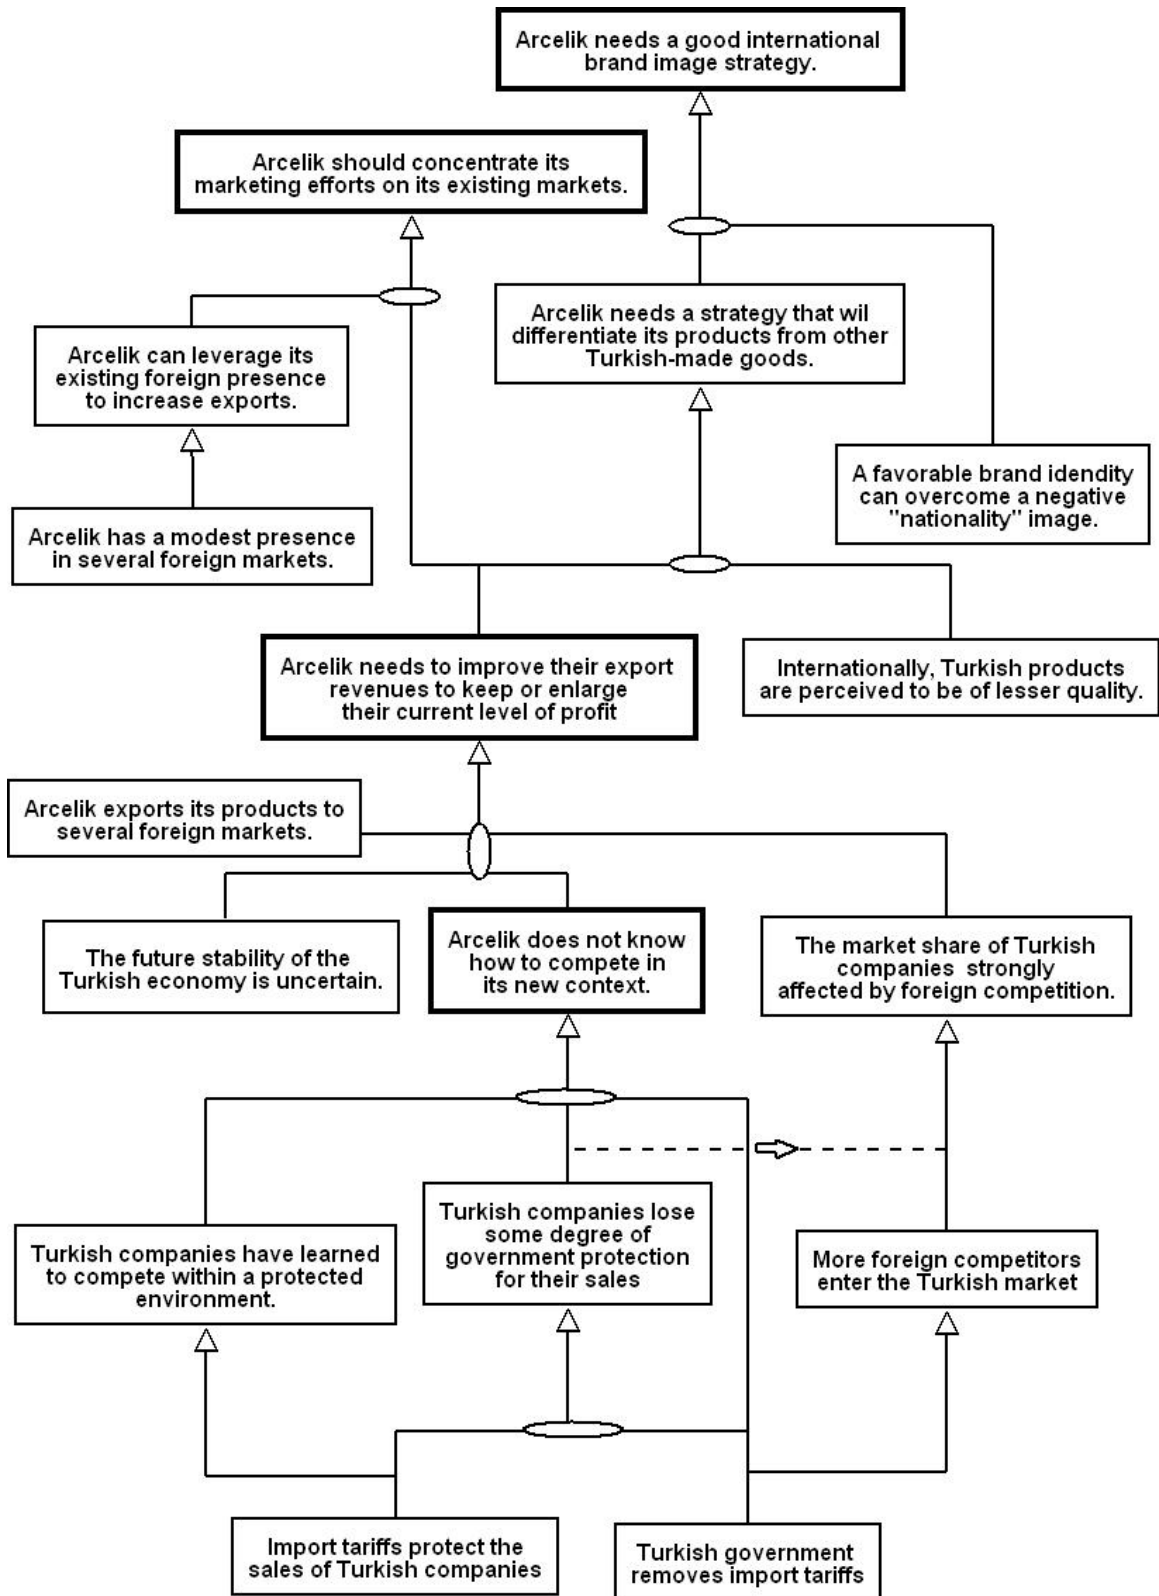 Arcelik needs a good international
brand image strategy.
Arcelik should concentrate its
marketing efforts on its existing markets.
Arcelik needs a strategy that wil
differentiate its products from other
Turkish-made goods.
Arcelik can leverage its
existing foreign presence
to increase exports.
A favorable brand idendity
can overcome a negative
"nationality" image.
Arcelik has a modest presence
in several foreign markets.
Arcelik needs to improve their export
revenues to keep or enlarge
their current level of profit
Internationally, Turkish products
are perceived to be of lesser quality.
Arcelik exports its products to
several foreign markets.
The future stability of the
Turkish economy is uncertain.
Arcelik does not know
how to compete in
its new context.
The market share of Turkish
companies strongly
affected by foreign competition.
Turkish companies have learned
to compete within a protected
environment.
Turkish companies lose
some degree of
government protection
for their sales
More foreign competitors
enter the Turkish market
Import tariffs protect the
sales of Turkish companies
Turkish government
removes import tariffs